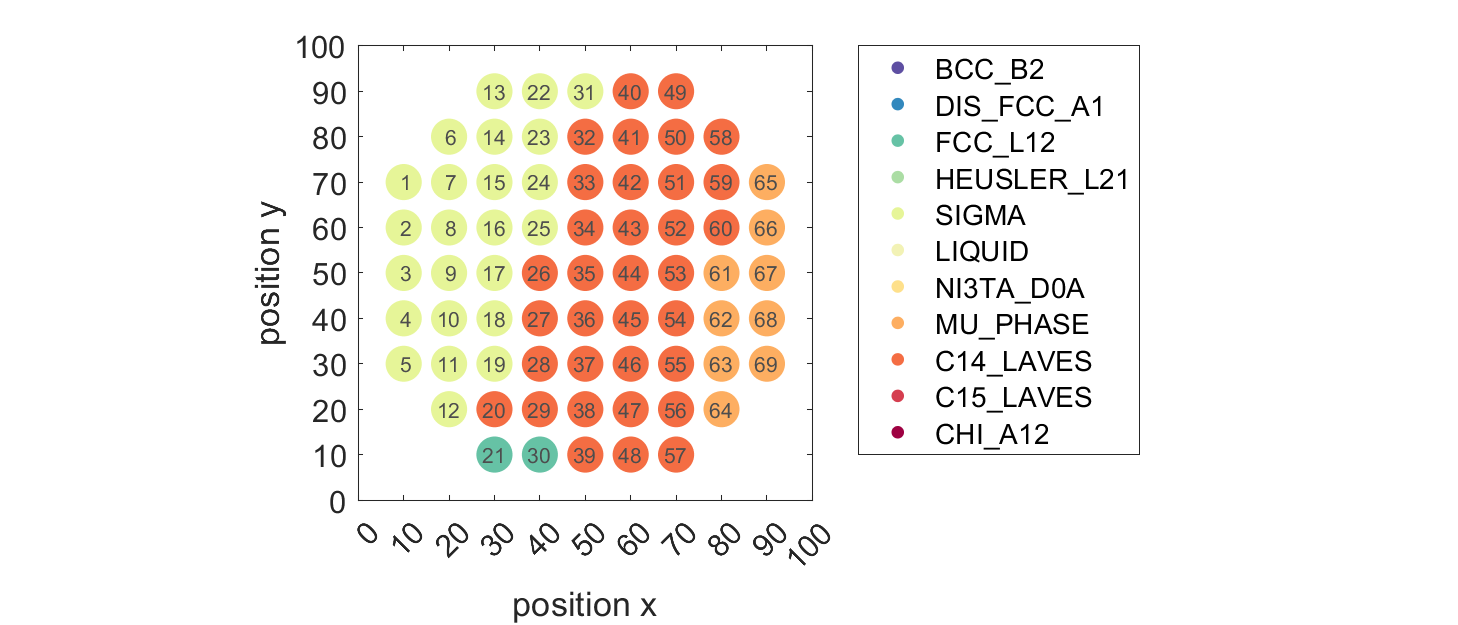 100
90
80
70
60
50
40
30
20
10
0
position y
13 22 31 40 49
6 14 23 32 41 50 58
1 7 15 24 33 42 51 59 65
2 8 16 25 34 43 52 60 66
3 9 17 26 35 44 53 61 67
4 10 18 27 36 45 54 62 68
5 11 19 28 37 46 55 63 69
12 20 29 38 47 56 64
21 30 39 48 57
0 10 20 30 40 50 60 70 80 90 100
position x
BCC_B2
DIS_FCC_A1
FCC_L12
HEUSLER_L21
SIGMA
LIQUID
NI3TA_D0A
MU_PHASE
C14_LAVES
C15_LAVES
CHI_A12